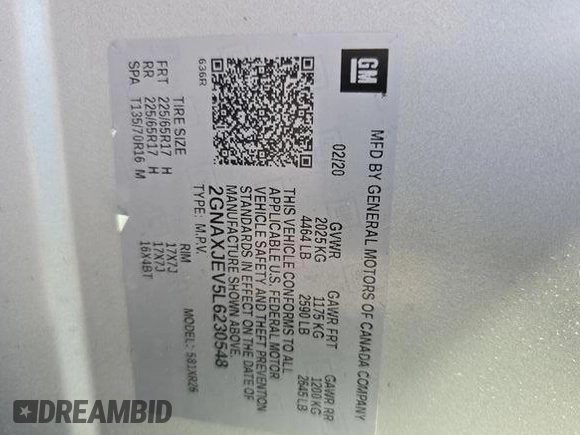 GM
MFD BY GENERAL MOTORS OF CANADA COMPANY
02/20 GVWR GAWR FRT GAWR RR
2025 KG 1175 KG 1200 KG
4464 LB 2590 LB 2645 LB
THIS VEHICLE CONFORMS TO ALL
APPLICABLE U.S. FEDERAL MOTOR
VEHICLE SAFETY AND THEFT PREVENTION
STANDARDS IN EFFECT ON THE DATE OF
MANUFACTURE SHOWN ABOVE.
2GNAXJEV5L6230548
TYPE: M.P.V. MODEL: 581XR26
636R
TIRE SIZE RIM
FRT 225/65R17 H 17X7J
RR 225/65R17 H 17X7J
SPA T135/70R16 M 16X4BT
DREAMBID